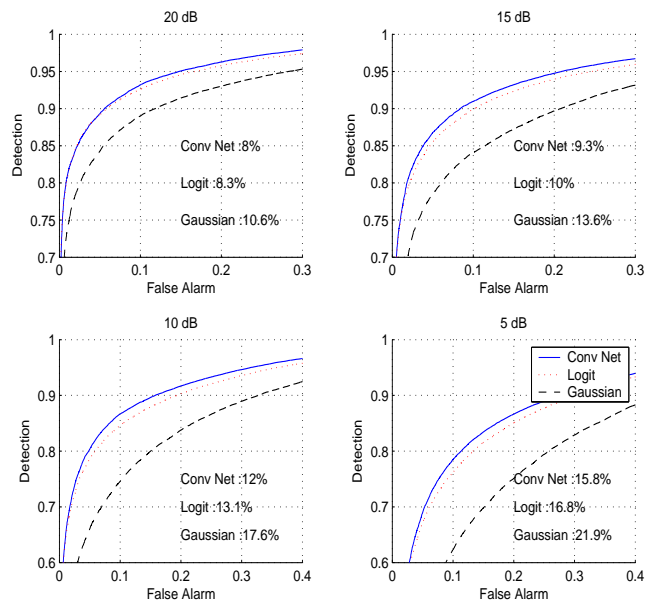 20 dB
1
0.95
0.9
0.85
0.8
0.75
0.7
Detection
Conv Net :8%
Logit :8.3%
Gaussian :10.6%
0
0.1
0.2
0.3
False Alarm
15 dB
1
0.95
0.9
0.85
0.8
0.75
0.7
Detection
Conv Net :9.3%
Logit :10%
Gaussian :13.6%
0
0.1
0.2
0.3
False Alarm
10 dB
1
0.9
0.8
0.7
0.6
Detection
Conv Net :12%
Logit :13.1%
Gaussian :17.6%
0
0.1
0.2
0.3
0.4
False Alarm
5 dB
1
0.9
0.8
0.7
0.6
Detection
Conv Net
Logit
Gaussian
Conv Net :15.8%
Logit :16.8%
Gaussian :21.9%
0
0.1
0.2
0.3
0.4
False Alarm